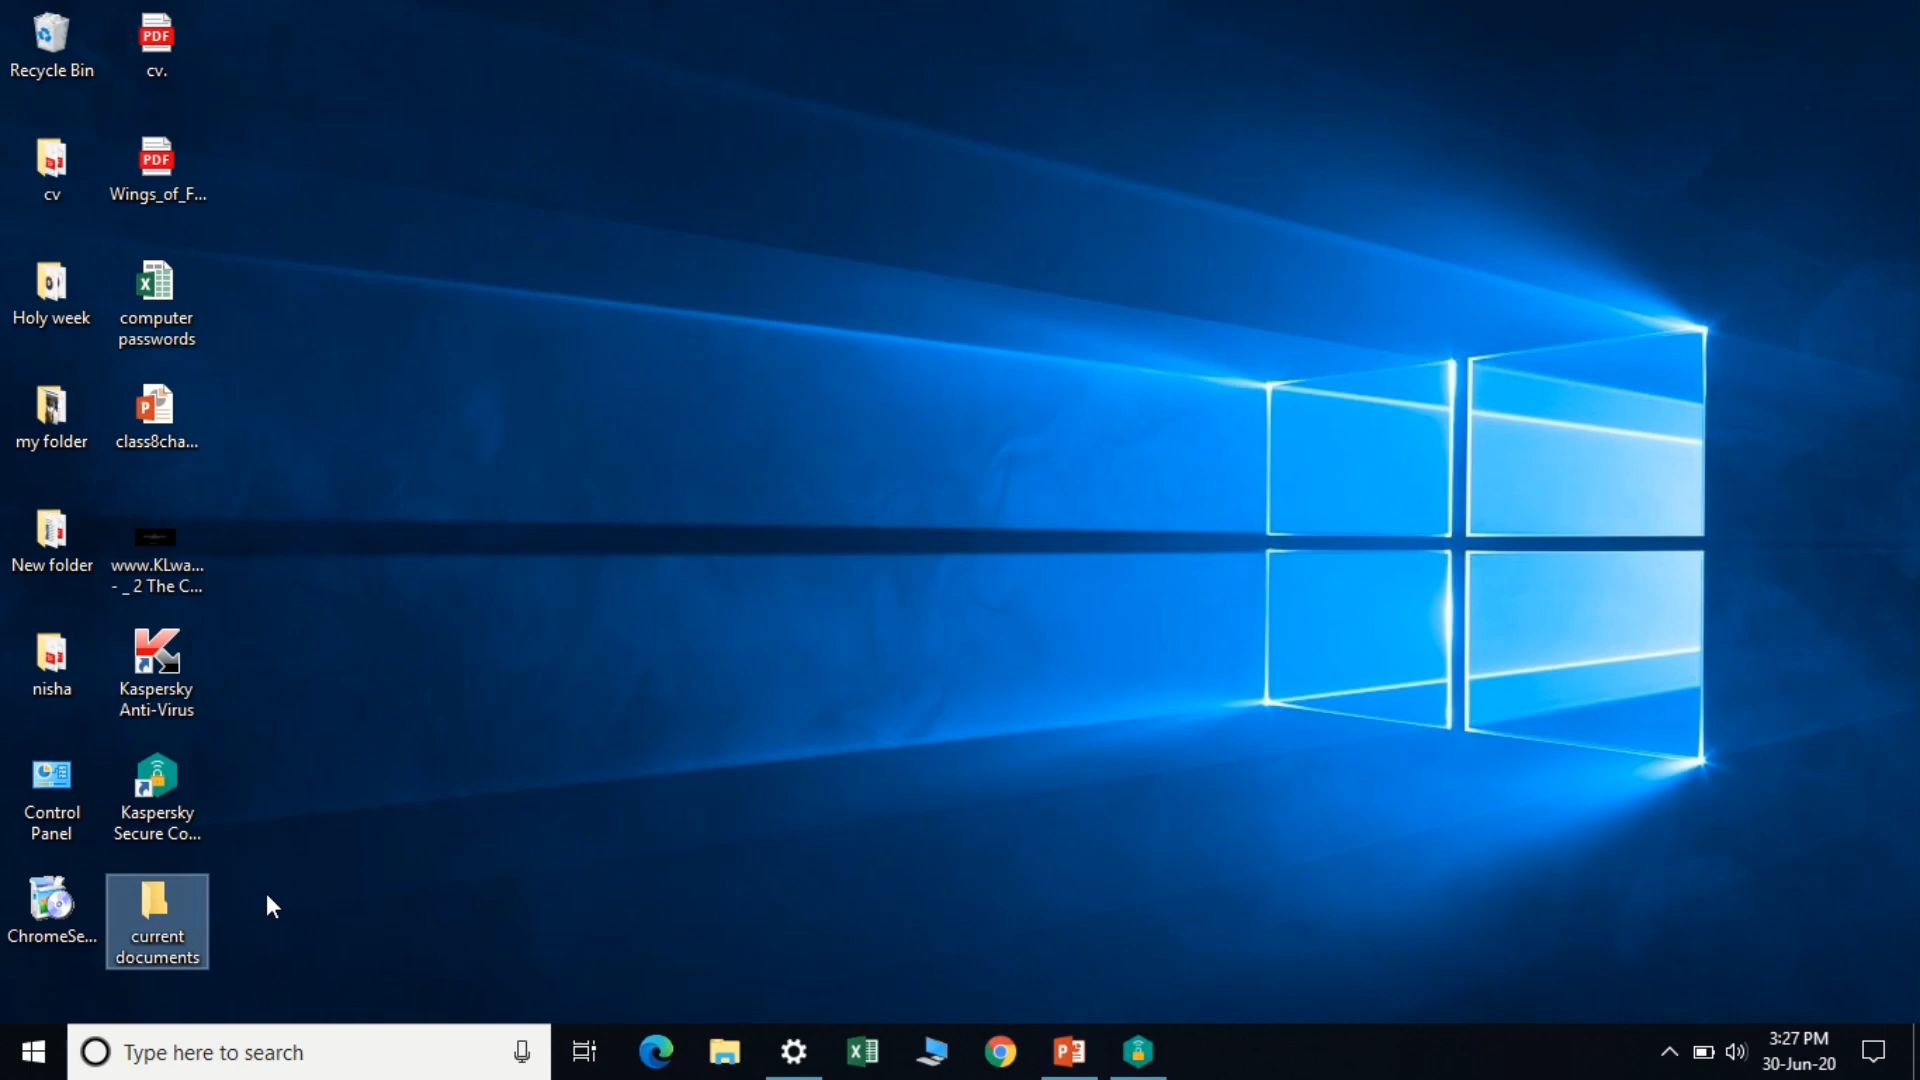 Recycle Bin
PDF
cv.
cv
PDF
Wings_of_F...
Holy week
X
computer
passwords
my folder
P
class8cha...
New folder
www.KLwa...
- _ 2 The C...
nisha
Kaspersky
Anti-Virus
Control
Panel
Kaspersky
Secure Co...
ChromeSe...
current
documents
Type here to search
X
P
3:27 PM
30-Jun-20